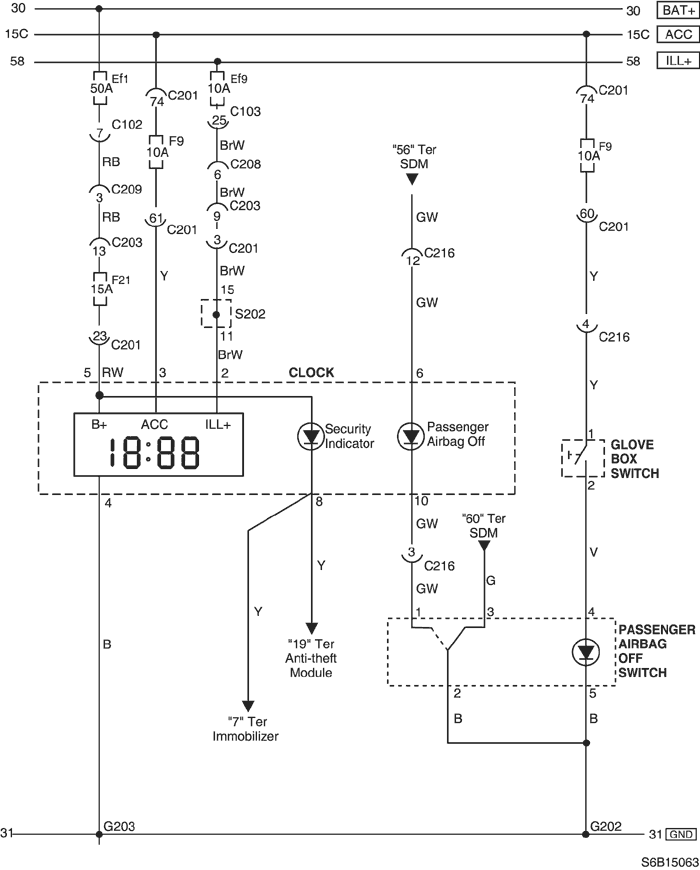 30 30 BAT+
15C 15C ACC
58 58 ILL+
Ef1
50A
C201
74
Ef9
10A
C201
74
C102
7
C103
25
F9
10A
F9
10A
BrW
"56" Ter
SDM
RB
C208
6
C209
3
BrW
C203
9
GW
RB
61
C201
60
C201
C203
13
3
C201
C216
12
Y
BrW
Y
F21
15A
15
GW
S202
23
C201
11
4
C216
BrW
5 RW 3 2 CLOCK 6
Y
B+ ACC ILL+
18:88
Security
Indicator
Passenger
Airbag Off
1
GLOVE
BOX
SWITCH
2
4 8 10
GW
"60" Ter
SDM
3
C216
V
Y
G
GW
Y
1 3 4
"19" Ter
Anti-theft
Module
PASSENGER
AIRBAG
OFF
SWITCH
B
2 5
"7" Ter
Immobilizer
B B
31 G203 G202 31 GND
S6B15063